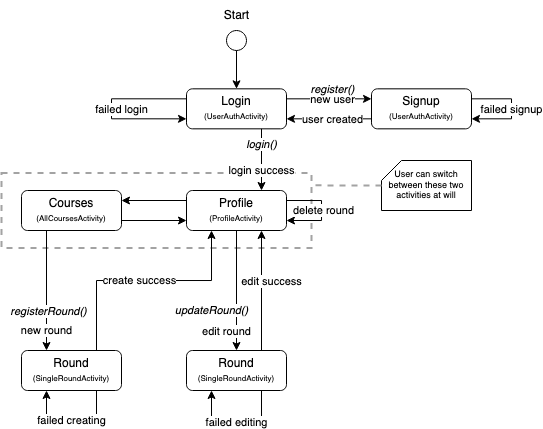 Start
register()
new user
Login
(UserAuthActivity)
Signup
(UserAuthActivity)
failed login
failed signup
user created
login()
login success
User can switch
between these two
activities at will
Courses
(AllCoursesActivity)
Profile
(ProfileActivity)
delete round
create success
edit success
registerRound()
new round
updateRound()
edit round
Round
(SingleRoundActivity)
Round
(SingleRoundActivity)
failed creating
failed editing